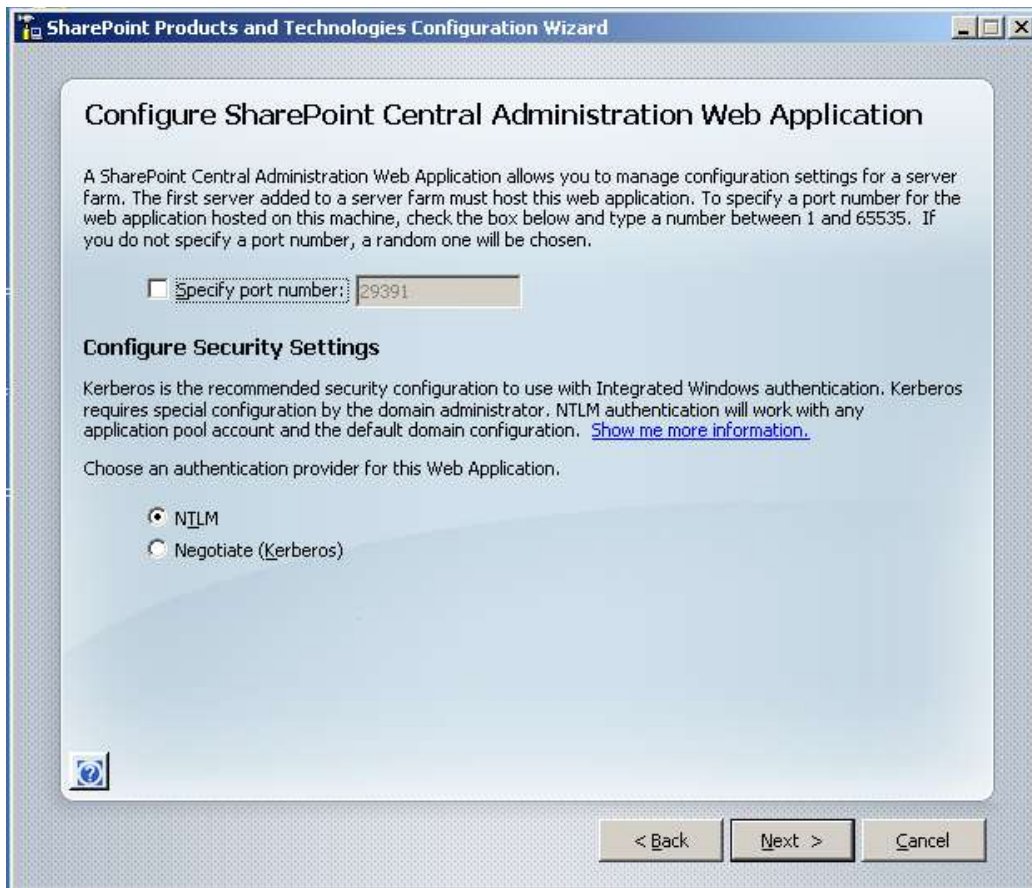 SharePoint Products and Technologies Configuration Wizard
Configure SharePoint Central Administration Web Application
A SharePoint Central Administration Web Application allows you to manage configuration settings for a server
farm. The first server added to a server farm must host this web application. To specify a port number for the
web application hosted on this machine, check the box below and type a number between 1 and 65535.  If
you do not specify a port number, a random one will be chosen.
Specify port number: 29391
Configure Security Settings
Kerberos is the recommended security configuration to use with Integrated Windows authentication. Kerberos
requires special configuration by the domain administrator. NTLM authentication will work with any
application pool account and the default domain configuration.  Show me more information.
Choose an authentication provider for this Web Application.
NTLM
Negotiate (Kerberos)
< Back Next > Cancel